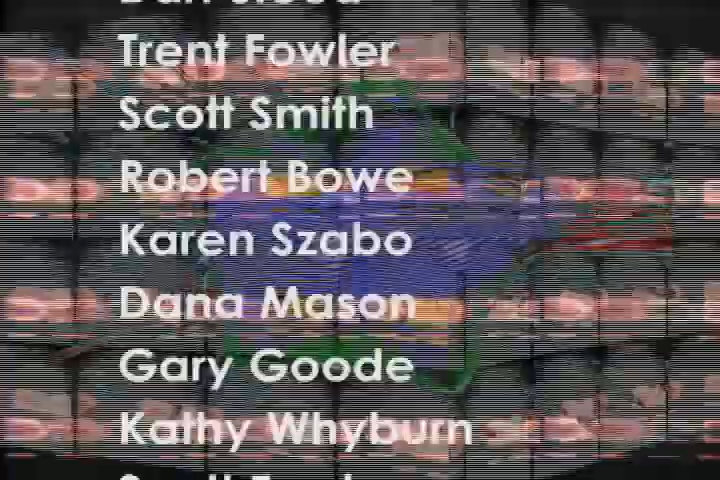 Trent Fowler
Scott Smith
Robert Bowe
Karen Szabo
Dana Mason
Gary Goode
Kathy Whyburn